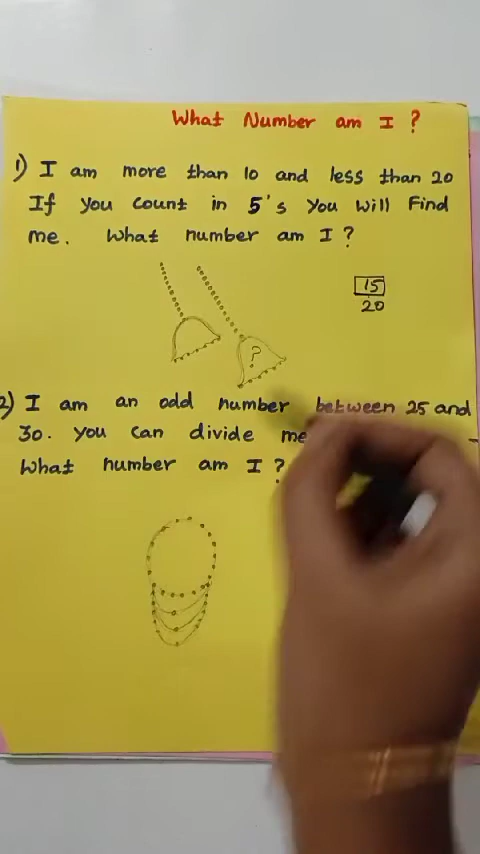 What Number am I ?
1) I am more than 10 and less than 20
If you count in 5's you will Find
me. What number am I ?
15
20
?
2) I am an odd number between 25 and
30. you can divide me
What number am I ?